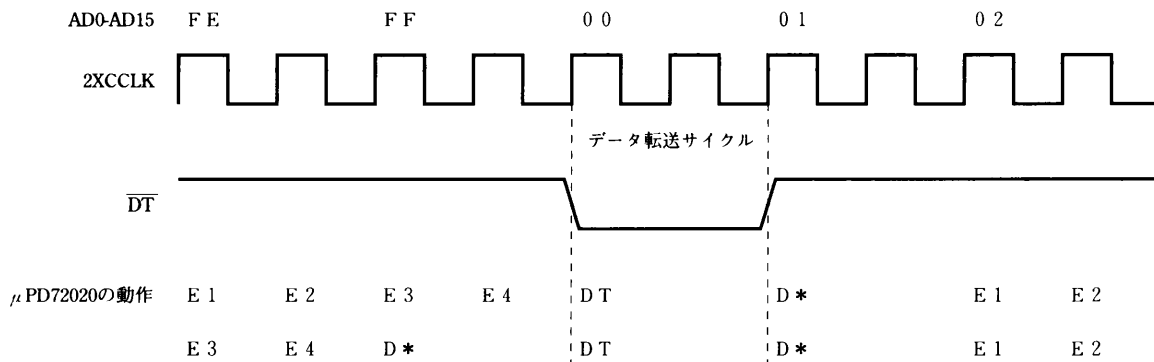 AD0-AD15 FE FF 00 01 02
2XCCLK
データ転送サイクル
DT
μPD72020の動作 E1 E2 E3 E4 DT D* E1 E2
E3 E4 D* DT D* E1 E2